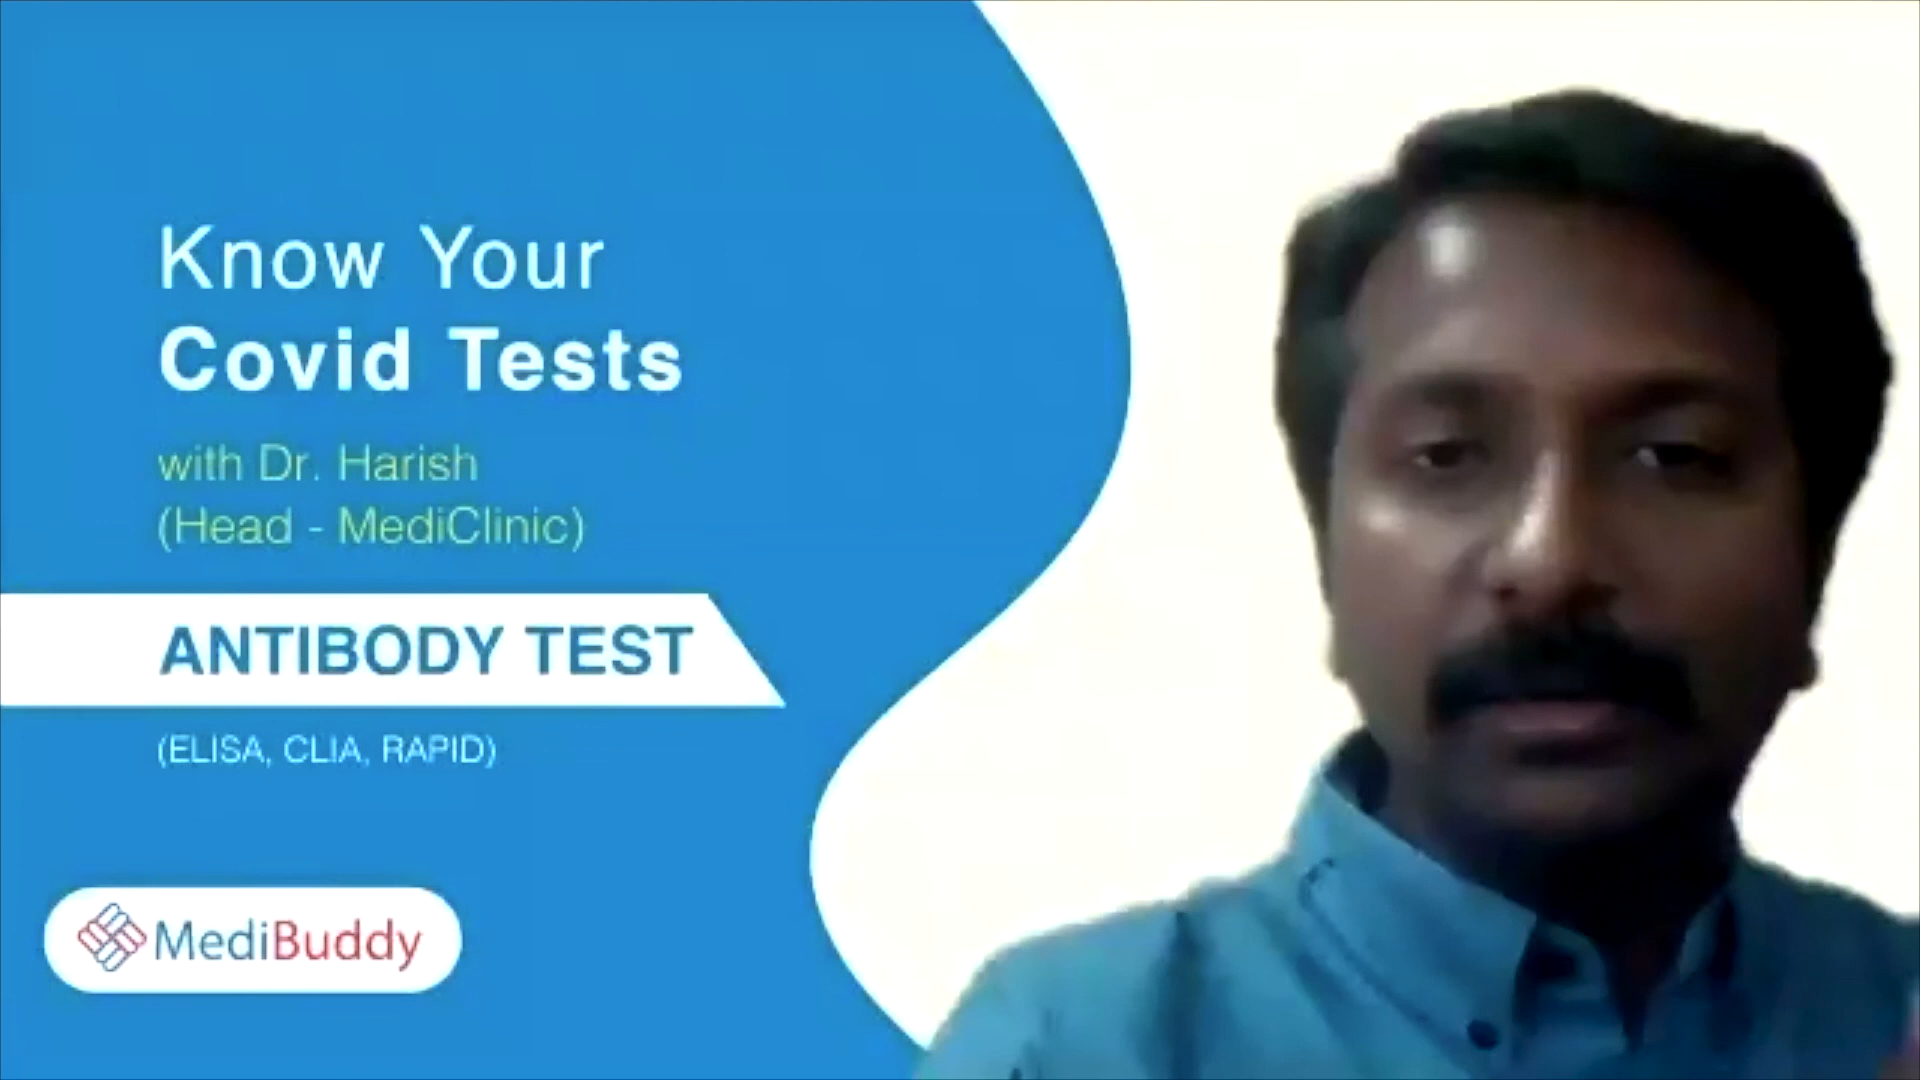 Know Your
Covid Tests
with Dr. Harish
(Head - MediClinic)
ANTIBODY TEST
(ELISA, CLIA, RAPID)
MediBuddy